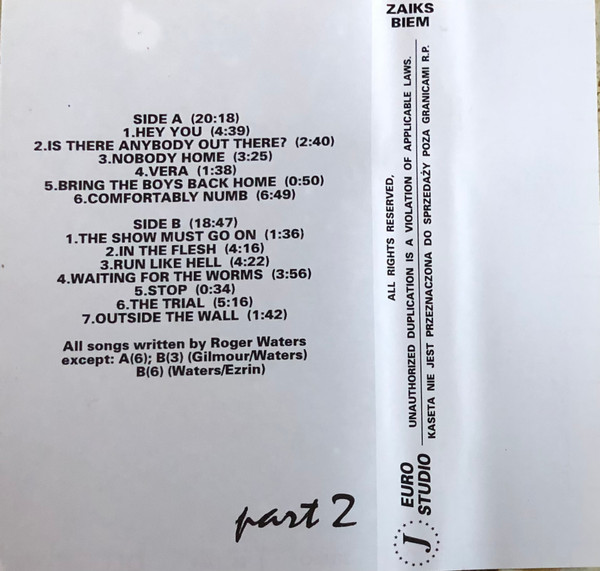 SIDE A (20:18)
1.HEY YOU (4:39)
2.IS THERE ANYBODY OUT THERE? (2:40)
3.NOBODY HOME (3:25)
4.VERA (1:38)
5.BRING THE BOYS BACK HOME (0:50)
6.COMFORTABLY NUMB (6:49)
SIDE B (18:47)
1.THE SHOW MUST GO ON (1:36)
2.IN THE FLESH (4:16)
3.RUN LIKE HELL (4:22)
4.WAITING FOR THE WORMS (3:56)
5.STOP (0:34)
6.THE TRIAL (5:16)
7.OUTSIDE THE WALL (1:42)
All songs written by Roger Waters
except: A(6); B(3) (Gilmour/Waters)
B(6) (Waters/Ezrin)
part 2
ZAIKS
BIEM
ALL RIGHTS RESERVED,
UNAUTHORIZED DUPLICATION IS A VIOLATION OF APPLICABLE LAWS.
KASETA NIE JEST PRZEZNACZONA DO SPRZEDAŻY POZA GRANICAMI R.P.
J EURO
STUDIO